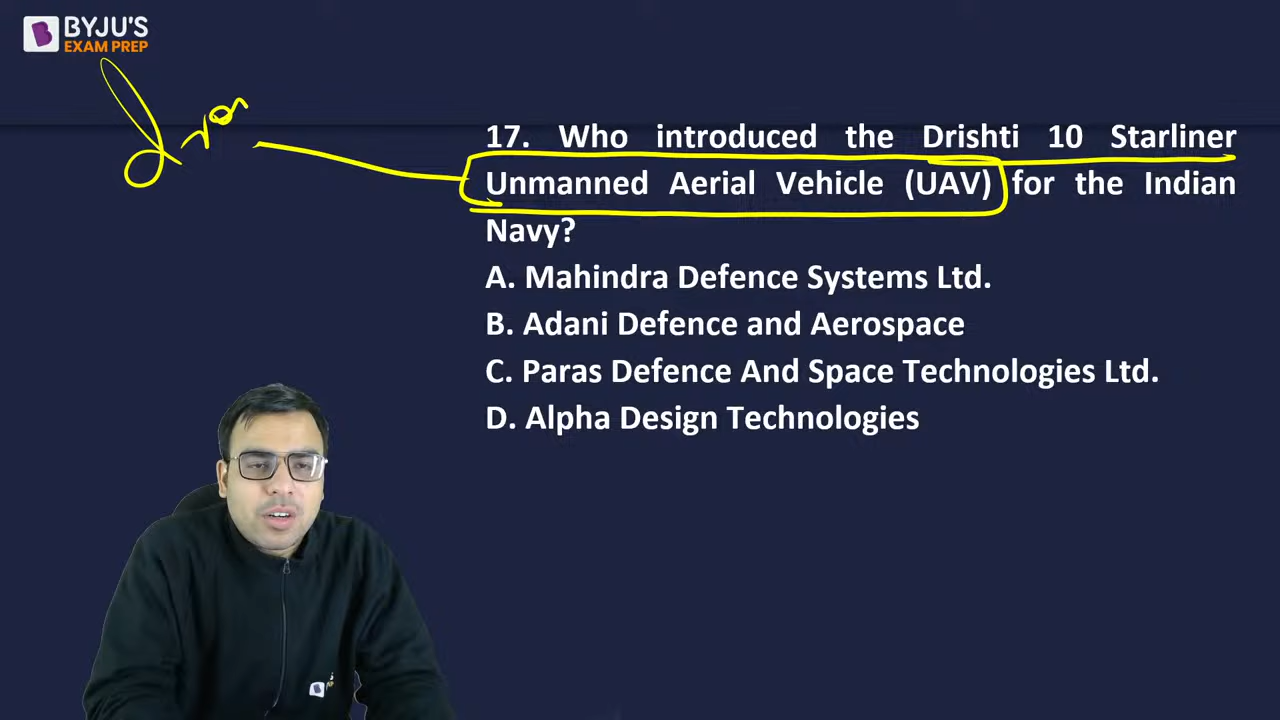 BYJU'S
EXAM PREP
17. Who introduced the Drishti 10 Starliner
Unmanned Aerial Vehicle (UAV) for the Indian
Navy?
A. Mahindra Defence Systems Ltd.
B. Adani Defence and Aerospace
C. Paras Defence And Space Technologies Ltd.
D. Alpha Design Technologies